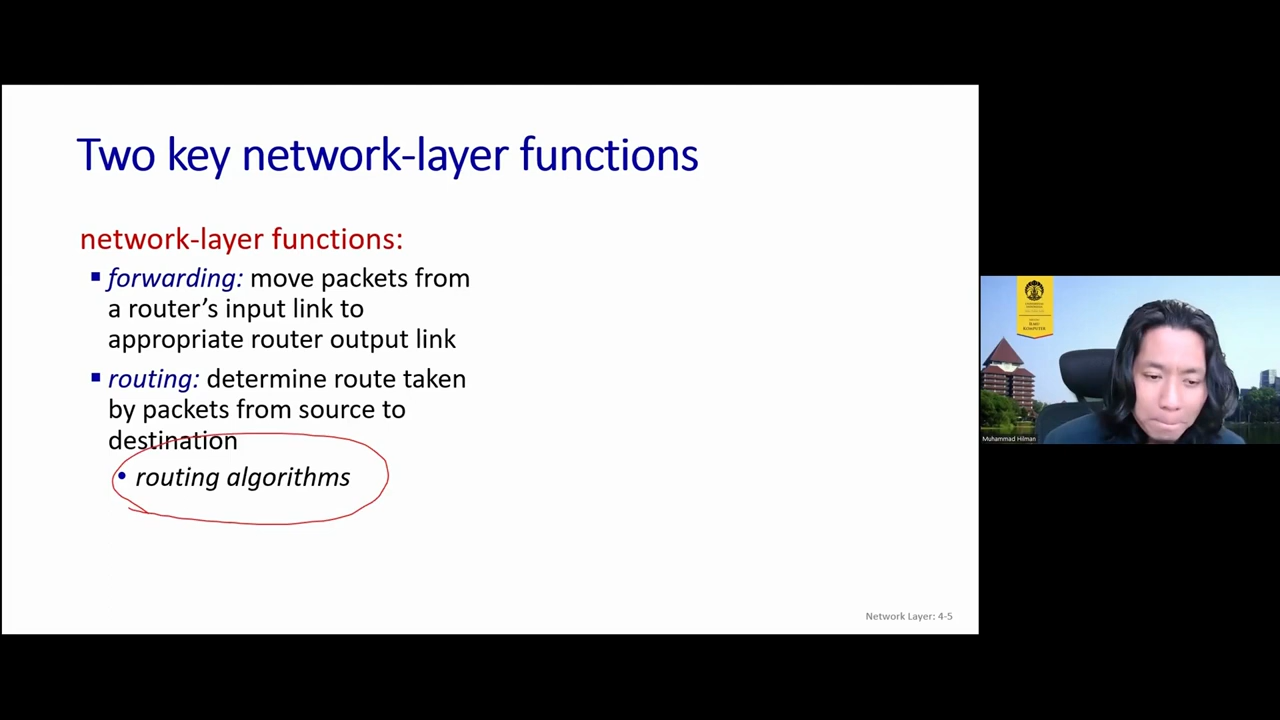 Two key network-layer functions
network-layer functions:
▪ forwarding: move packets from
a router’s input link to
appropriate router output link
▪ routing: determine route taken
by packets from source to
destination
• routing algorithms
Network Layer: 4-5
Muhammad Hilman
ILMU
KOMPUTER